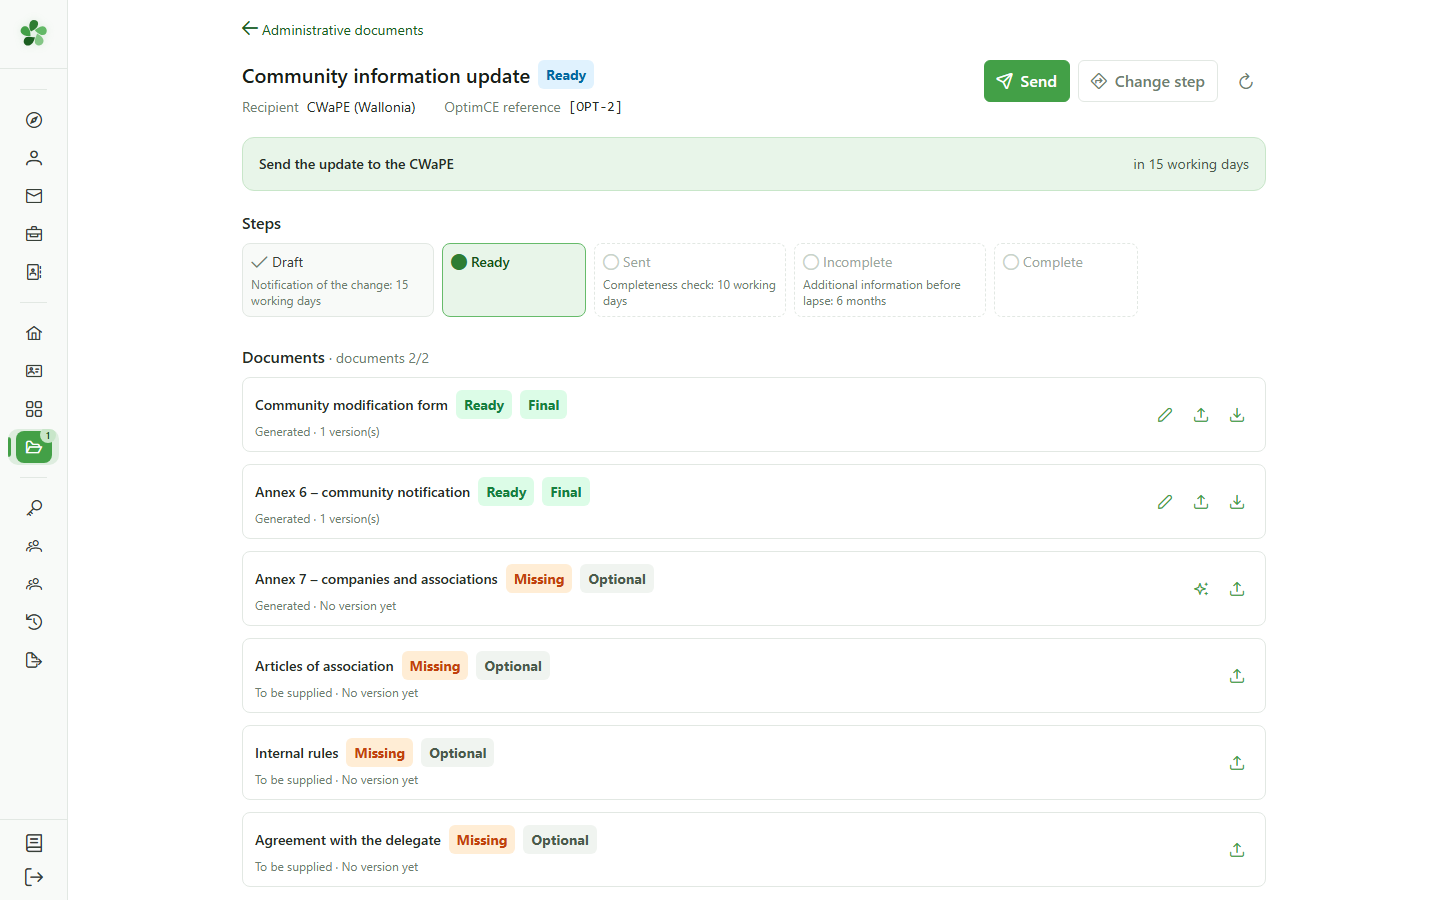 Administrative documents
Community information update Ready
Send
Change step
Recipient CWaPE (Wallonia) OptimCE reference [OPT-2]
Send the update to the CWaPE in 15 working days
Steps
Draft
Notification of the change: 15
working days
Ready
Sent
Completeness check: 10 working
days
Incomplete
Additional information before
lapse: 6 months
Complete
Documents · documents 2/2
Community modification form Ready Final
Generated · 1 version(s)
1
Annex 6 – community notification Ready Final
Generated · 1 version(s)
Annex 7 – companies and associations Missing Optional
Generated · No version yet
Articles of association Missing Optional
To be supplied · No version yet
Internal rules Missing Optional
To be supplied · No version yet
Agreement with the delegate Missing Optional
To be supplied · No version yet